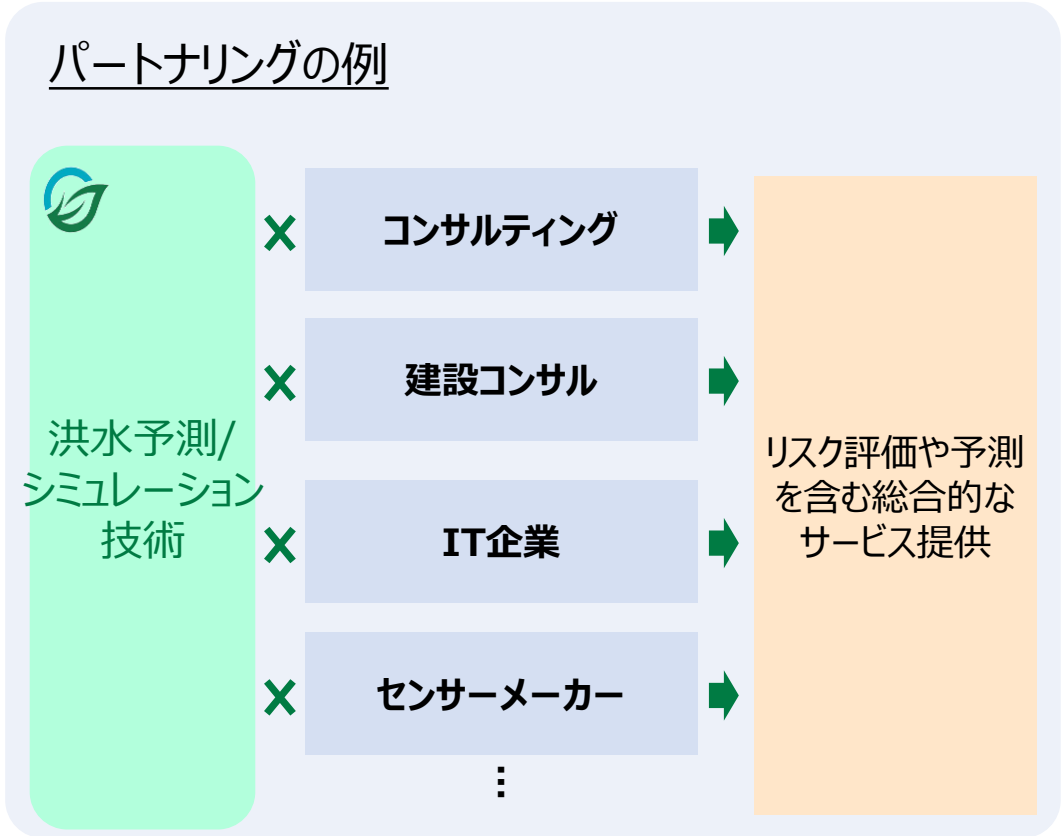 パートナリングの例
洪水予測/
シミュレーション
技術
×
コンサルティング
×
建設コンサル
×
IT企業
×
センサーメーカー
⋮
リスク評価や予測
を含む総合的な
サービス提供